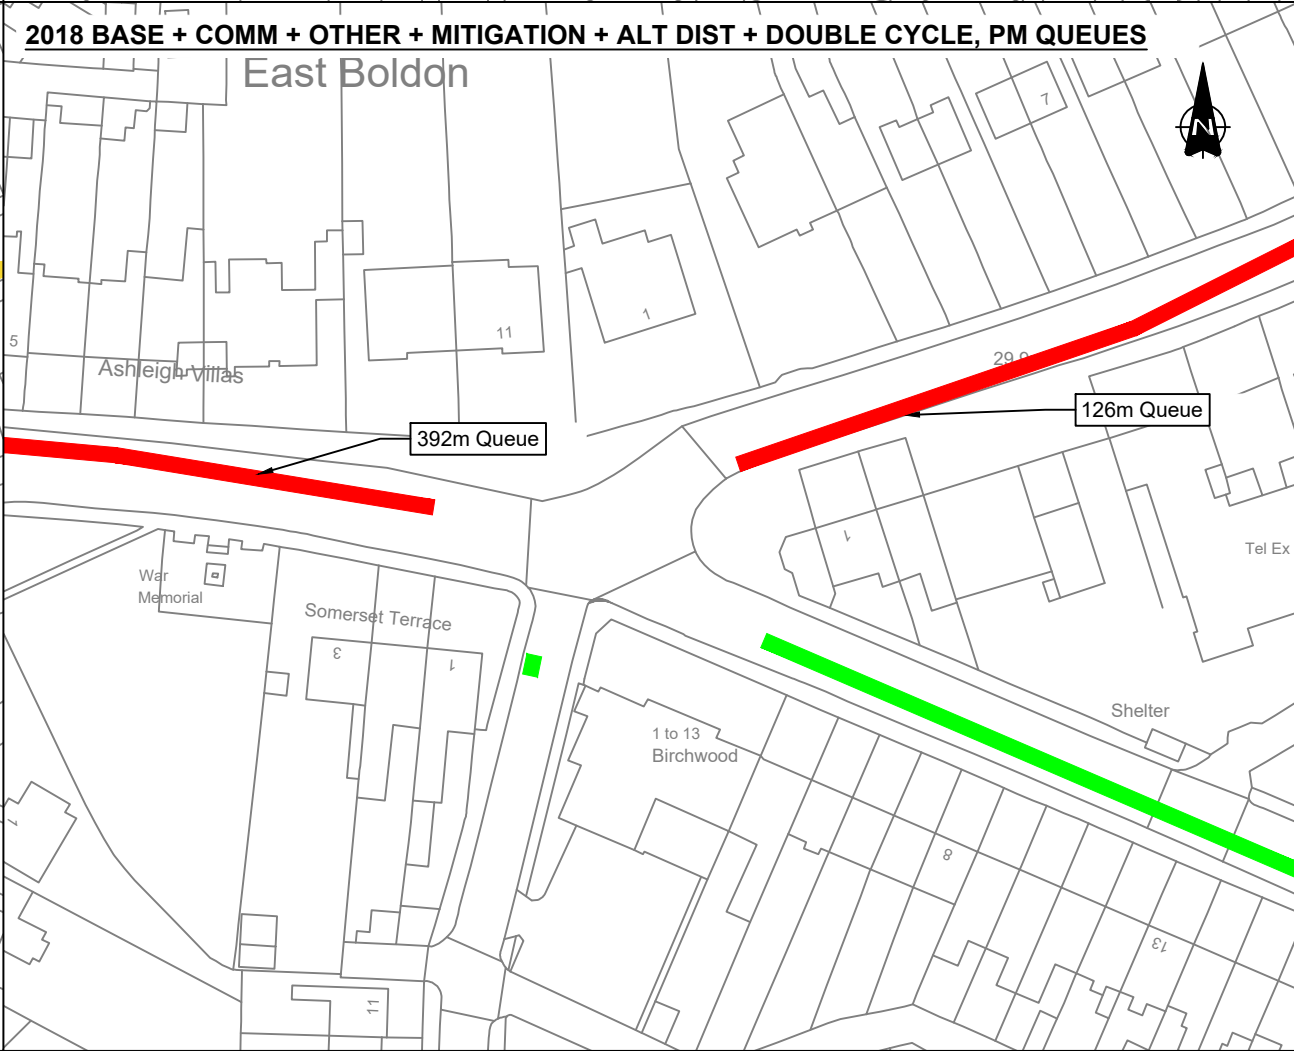 2018 BASE + COMM + OTHER + MITIGATION + ALT DIST + DOUBLE CYCLE, PM QUEUES
East Boldon
N
7
5
11
1
Ashleigh Villas
29.9
126m Queue
392m Queue
1
Tel Ex
War
Memorial
Somerset Terrace
3
1
Shelter
1 to 13
Birchwood
1
8
13
11